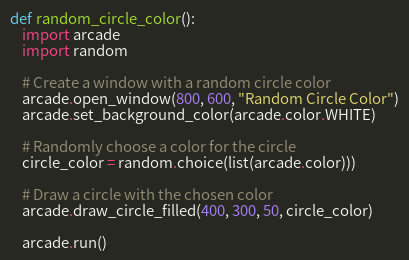 def random_circle_color():
    import arcade
    import random

    # Create a window with a random circle color
    arcade.open_window(800, 600, "Random Circle Color")
    arcade.set_background_color(arcade.color.WHITE)

    # Randomly choose a color for the circle
    circle_color = random.choice(list(arcade.color)))

    # Draw a circle with the chosen color
    arcade.draw_circle_filled(400, 300, 50, circle_color)

    arcade.run()